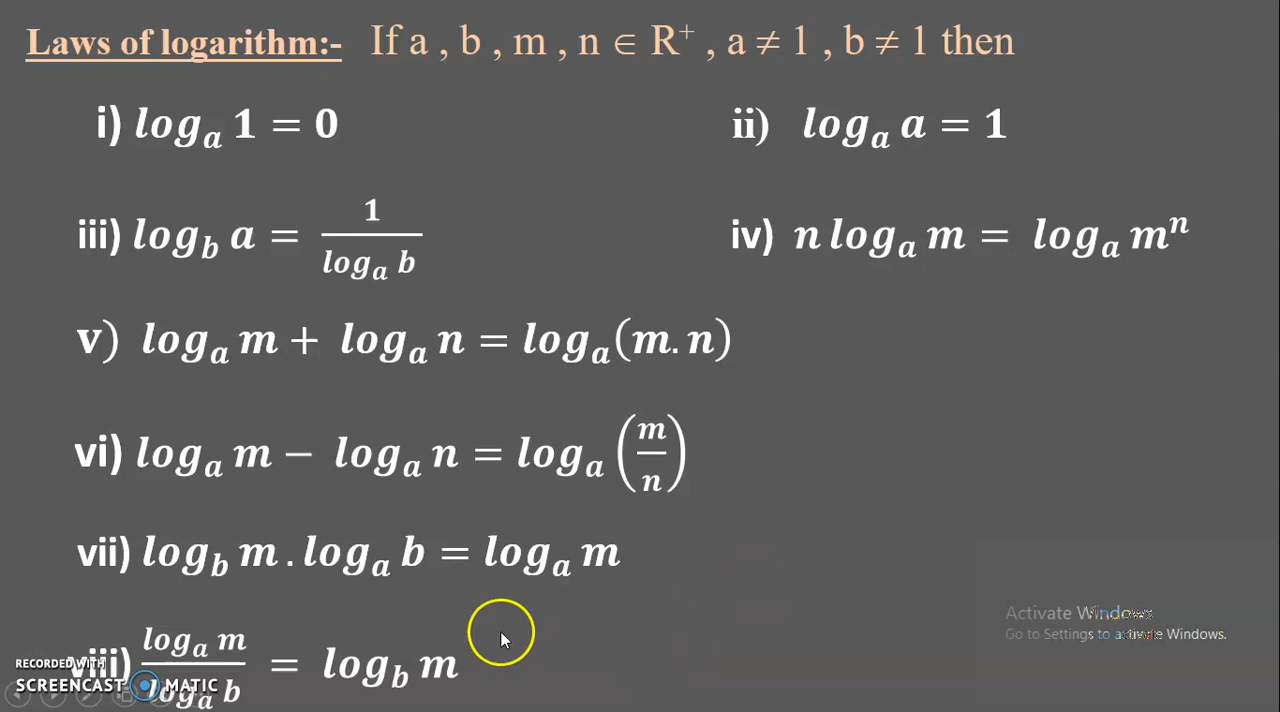 Laws of logarithm:- If a , b , m , n ∈ R⁺ , a ≠ 1 , b ≠ 1 then
i) logₐ 1 = 0 ii) logₐ a = 1
iii) log_b a = 1 / (logₐ b) iv) n logₐ m = logₐ mⁿ
v) logₐ m + logₐ n = logₐ(m.n)
vi) logₐ m − logₐ n = logₐ (m/n)
vii) log_b m . logₐ b = logₐ m
Activate Windows
Go to Settings to activate Windows.
viii) (logₐ m) / (logₐ b) = log_b m
RECORDED WITH
SCREENCAST MATIC